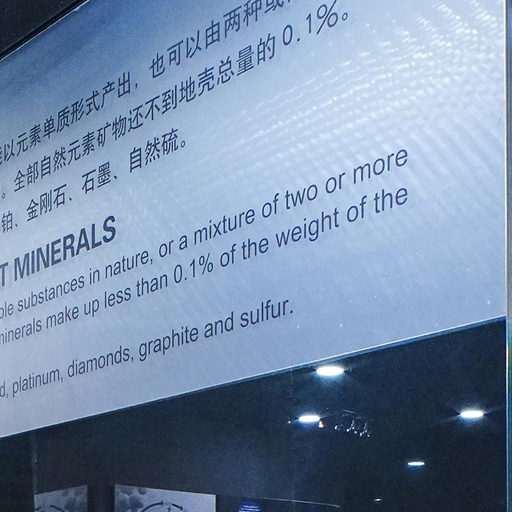 以元素单质形式产出，也可以由两种或
。全部自然元素矿物还不到地壳总量的0.1%。
铂、金刚石、石墨、自然硫。
T MINERALS
ble substances in nature, or a mixture of two or more
minerals make up less than 0.1% of the weight of the
d, platinum, diamonds, graphite and sulfur.